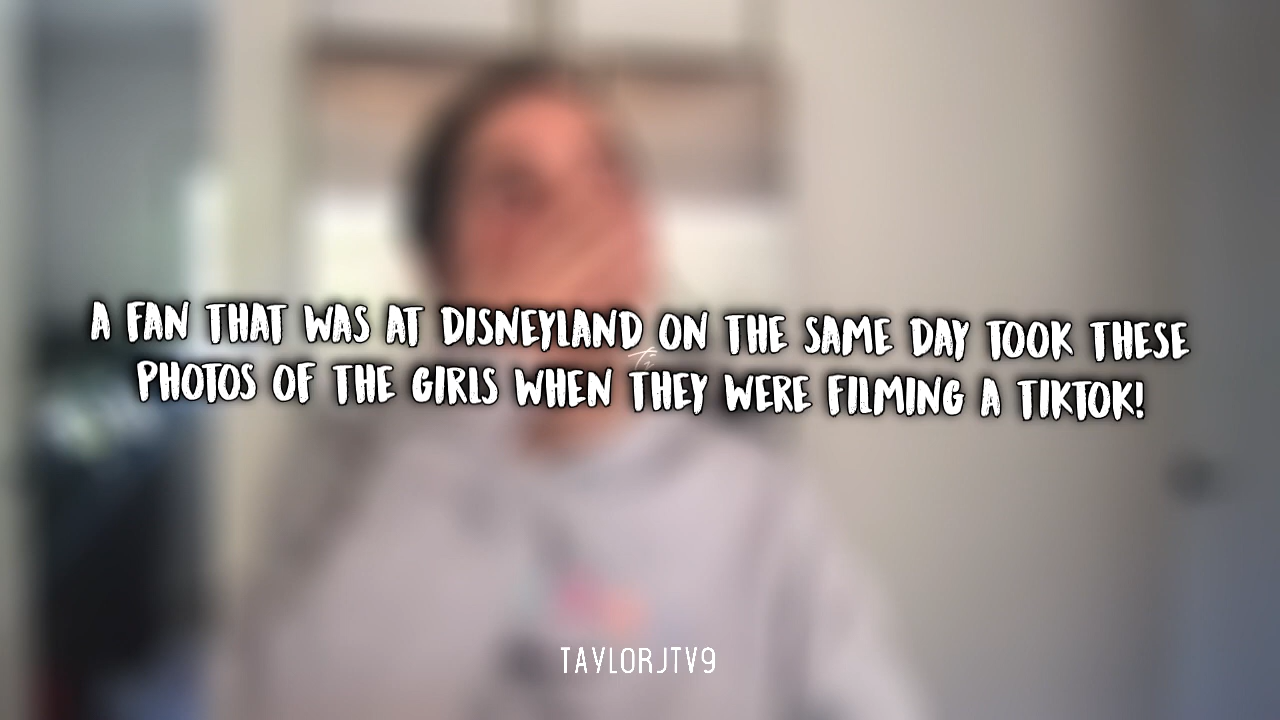 A FAN THAT WAS AT DISNEYLAND ON THE SAME DAY TOOK THESE
PHOTOS OF THE GIRLS WHEN THEY WERE FILMING A TIKTOK!
TAYLORJTV9